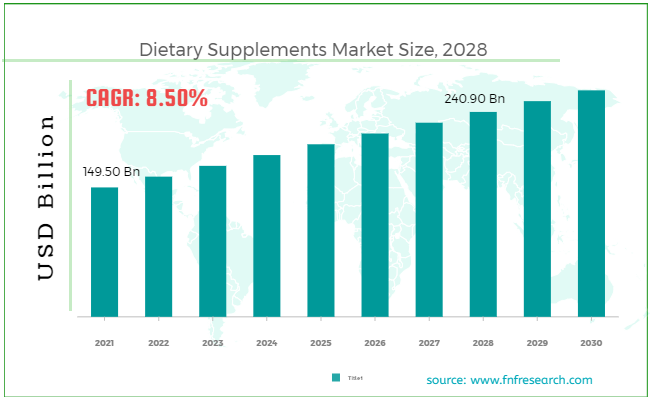 Dietary Supplements Market Size, 2028
CAGR: 8.50%
240.90 Bn
149.50 Bn
USD Billion
2021 2022 2023 2024 2025 2026 2027 2028 2029 2030
Title1
source: www.fnfresearch.com